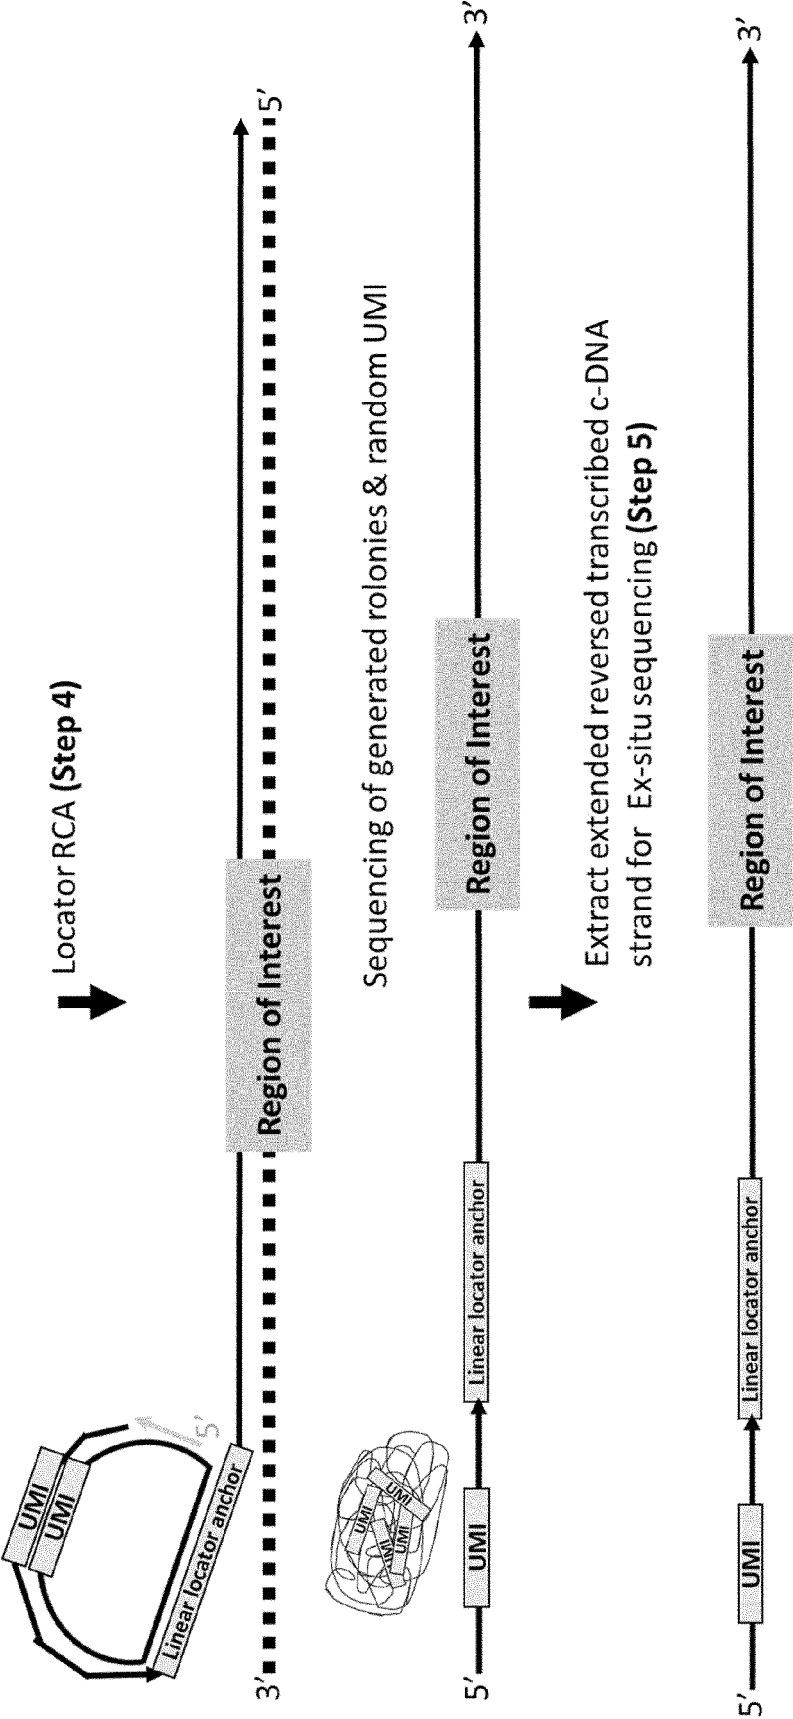 Locator RCA (Step 4)
UMI
UMI
5'
Linear locator anchor
3'
Region of Interest
5'
Sequencing of generated rolonies & random UMI
UMI
UMI
UMI
UMI
5'
UMI
Linear locator anchor
Region of Interest
3'
Extract extended reversed transcribed c-DNA
strand for Ex-situ sequencing (Step 5)
5'
UMI
Linear locator anchor
Region of Interest
3'